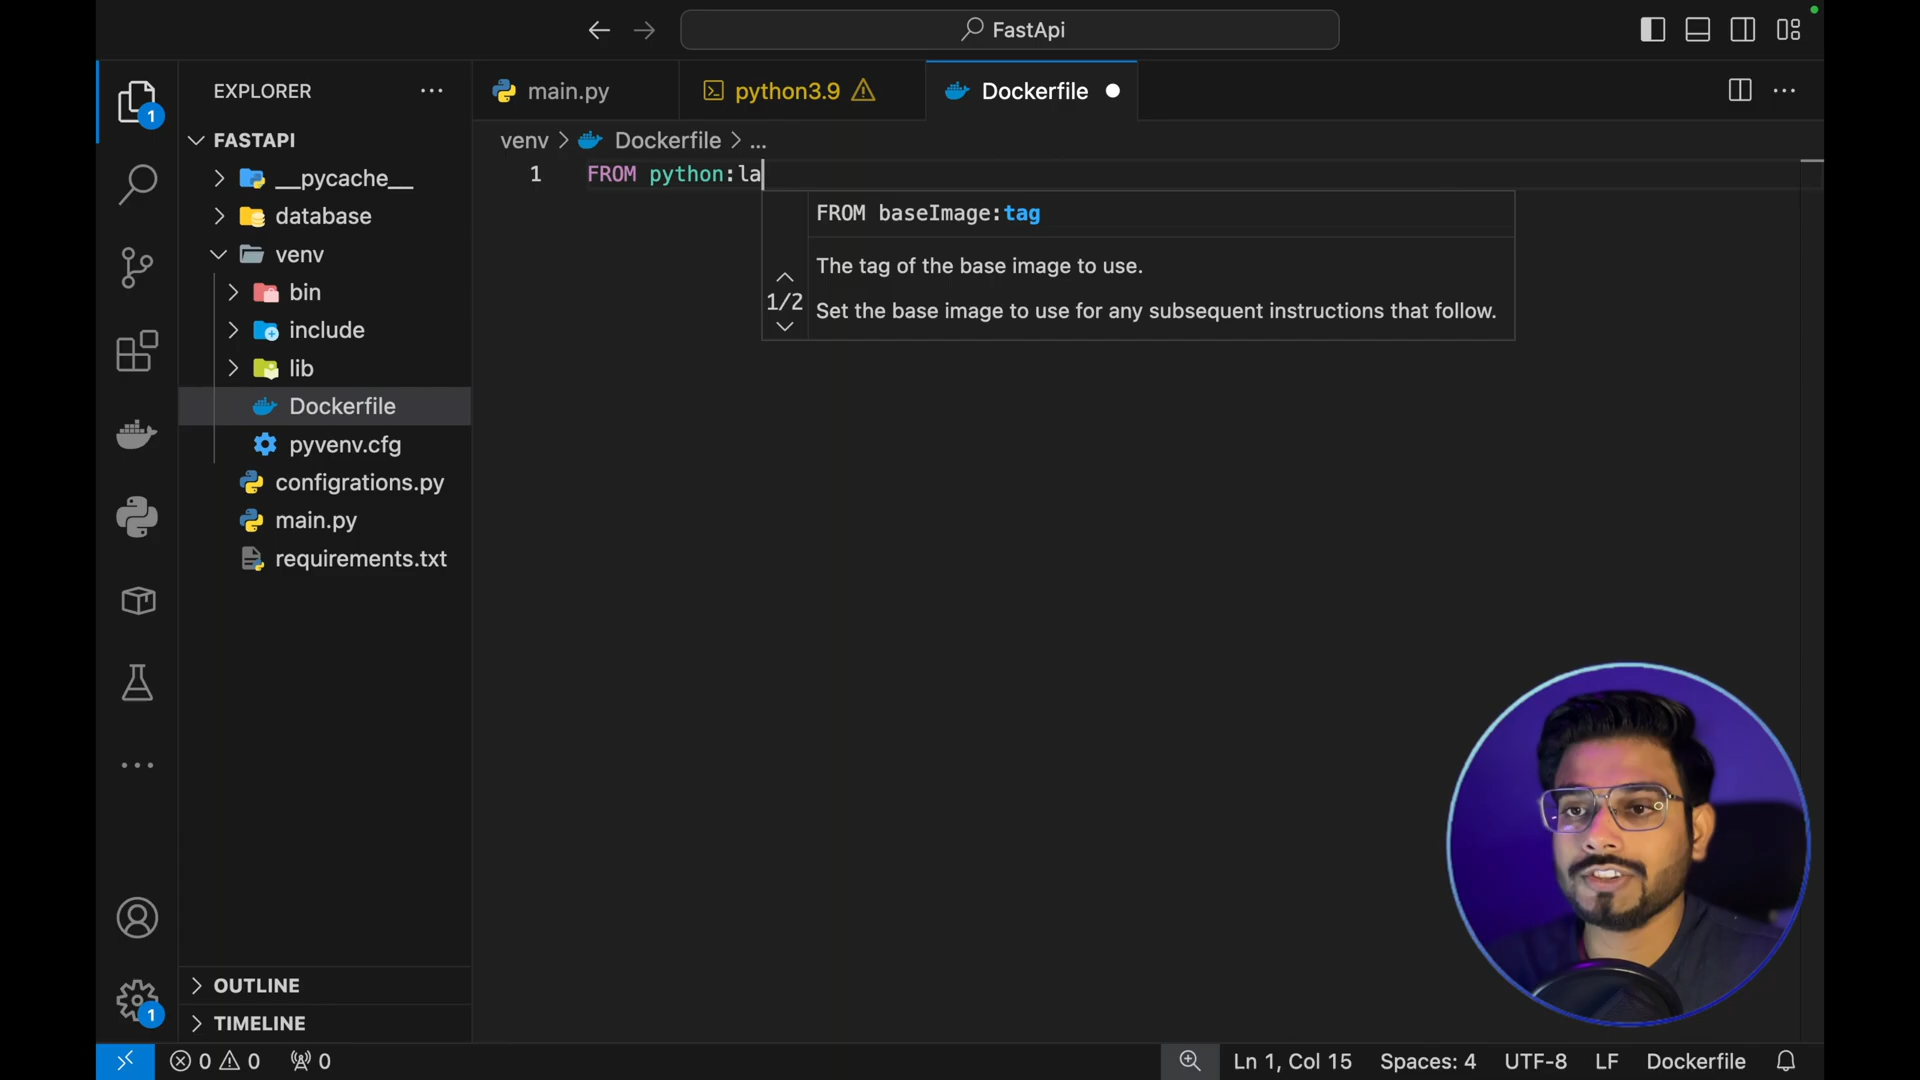 FastApi
EXPLORER
main.py
python3.9
Dockerfile
1
FASTAPI
venv > Dockerfile > ...
__pycache__
1 FROM python:la
database
FROM baseImage:tag
venv
The tag of the base image to use.
bin
1/2
Set the base image to use for any subsequent instructions that follow.
include
lib
Dockerfile
pyvenv.cfg
configrations.py
main.py
requirements.txt
OUTLINE
1
TIMELINE
0 0 0
Ln 1, Col 15 Spaces: 4 UTF-8 LF Dockerfile